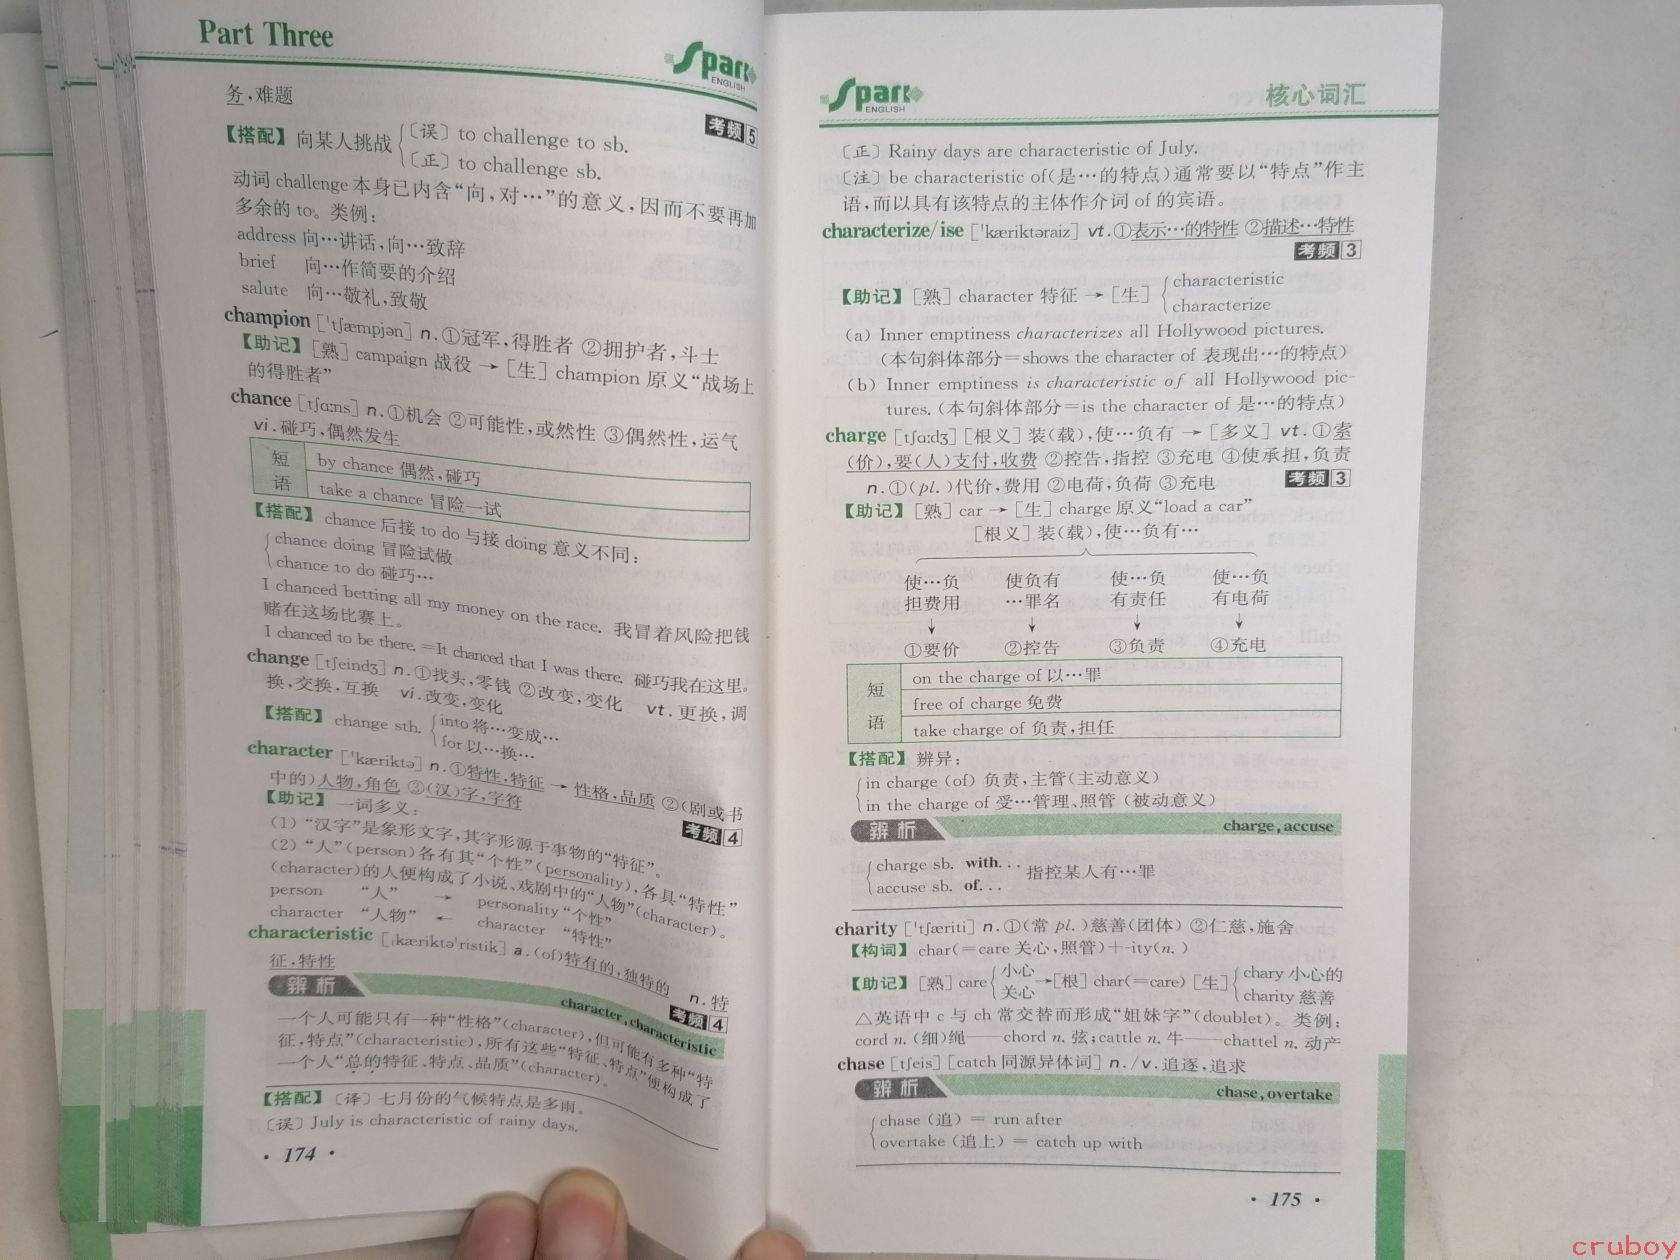 Part Three
Spark
ENGLISH
务,难题
考频 5
【搭配】向某人挑战 〔误〕to challenge to sb.
〔正〕to challenge sb.
动词 challenge 本身已内含“向,对…”的意义,因而不要再加
多余的 to。类例:
address 向…讲话,向…致辞
brief 向…作简要的介绍
salute 向…敬礼,致敬
champion [ˈtʃæmpjən] n.①冠军,得胜者 ②拥护者,斗士
【助记】[熟] campaign 战役 → [生] champion 原义“战场上
的得胜者”
chance [tʃɑːns] n.①机会 ②可能性,或然性 ③偶然性,运气
vi.碰巧,偶然发生
短语
by chance 偶然,碰巧
take a chance 冒险一试
【搭配】chance 后接 to do 与接 doing 意义不同:
chance doing 冒险试做
chance to do 碰巧…
I chanced betting all my money on the race. 我冒着风险把钱
赌在这场比赛上。
I chanced to be there. =It chanced that I was there. 碰巧我在这里。
change [tʃeindʒ] n.①找头,零钱 ②改变,变化 vt.更换,调
换,交换,互换 vi.改变,变化
【搭配】change sth. into 将…变成…
for 以…换…
character [ˈkæriktə] n.①特性,特征 → 性格,品质 ②(剧或书
中的)人物,角色 ③(汉)字,字符
考频 4
【助记】一词多义:
(1) “汉字”是象形文字,其字形源于事物的“特征”。
(2) “人”(person)各有其“个性”(personality),各具“特性”
(character)的人便构成了小说、戏剧中的“人物”(character)。
person “人” → personality “个性”
character “人物” ← character “特性”
characteristic [ˌkæriktəˈristik] a.(of)特有的,独特的 n.特
征,特性
考频 4
辨析 character, characteristic
一个人可能只有一种“性格”(character),但可能有多种“特
征,特点”(characteristic),所有这些“特征、特点”便构成了
一个人“总的特征、特点、品质”(character)。
【搭配】〔译〕七月份的气候特点是多雨。
〔误〕July is characteristic of rainy days.
· 174 ·
Spark
ENGLISH
核心词汇
〔正〕Rainy days are characteristic of July.
〔注〕be characteristic of(是…的特点)通常要以“特点”作主
语,而以具有该特点的主体作介词 of 的宾语。
characterize/ise [ˈkæriktəraiz] vt.①表示…的特性 ②描述…特性
考频 3
【助记】[熟] character 特征 → [生] characteristic
characterize
(a) Inner emptiness characterizes all Hollywood pictures.
(本句斜体部分=shows the character of 表现出…的特点)
(b) Inner emptiness is characteristic of all Hollywood pic-
tures. (本句斜体部分=is the character of 是…的特点)
charge [tʃɑːdʒ] [根义] 装(载),使…负有 → [多义] vt.①索
(价),要(人)支付,收费 ②控告,指控 ③充电 ④使承担,负责
n.①(pl.)代价,费用 ②电荷,负荷 ③充电
考频 3
【助记】[熟] car → [生] charge 原义“load a car”
[根义] 装(载),使…负有…
使…负 使负有 使…负 使…负
担费用 …罪名 有责任 有电荷
↓ ↓ ↓ ↓
①要价 ②控告 ③负责 ④充电
短语
on the charge of 以…罪
free of charge 免费
take charge of 负责,担任
【搭配】辨异:
in charge (of) 负责,主管(主动意义)
in the charge of 受…管理、照管 (被动意义)
辨析 charge, accuse
charge sb. with... 指控某人有…罪
accuse sb. of...
charity [ˈtʃæriti] n.①(常 pl.)慈善(团体) ②仁慈,施舍
【构词】char(=care 关心,照管)+-ity(n.)
【助记】[熟] care 小心 →[根] char(=care) [生] chary 小心的
关心 charity 慈善
△英语中 c 与 ch 常交替而形成“姐妹字”(doublet)。类例:
cord n.(细)绳——chord n.弦;cattle n.牛——chattel n.动产
chase [tʃeis] [catch 同源异体词] n./v.追逐,追求
辨析 chase, overtake
chase (追) = run after
overtake (追上) = catch up with
· 175 ·
cruboy